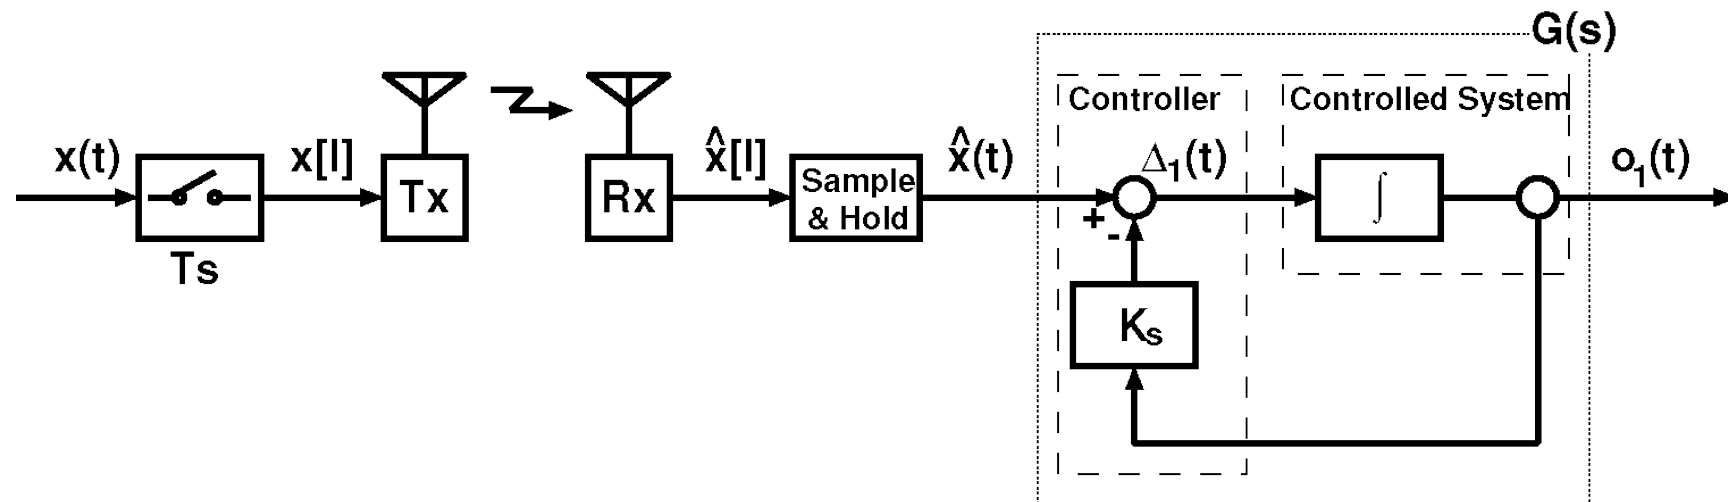 G(s)
Controller
Controlled System
x(t)
x[l]
x̂[l]
x̂(t)
Δ₁(t)
o₁(t)
Tx
Rx
Sample
& Hold
∫
+
-
Ts
Kₛ